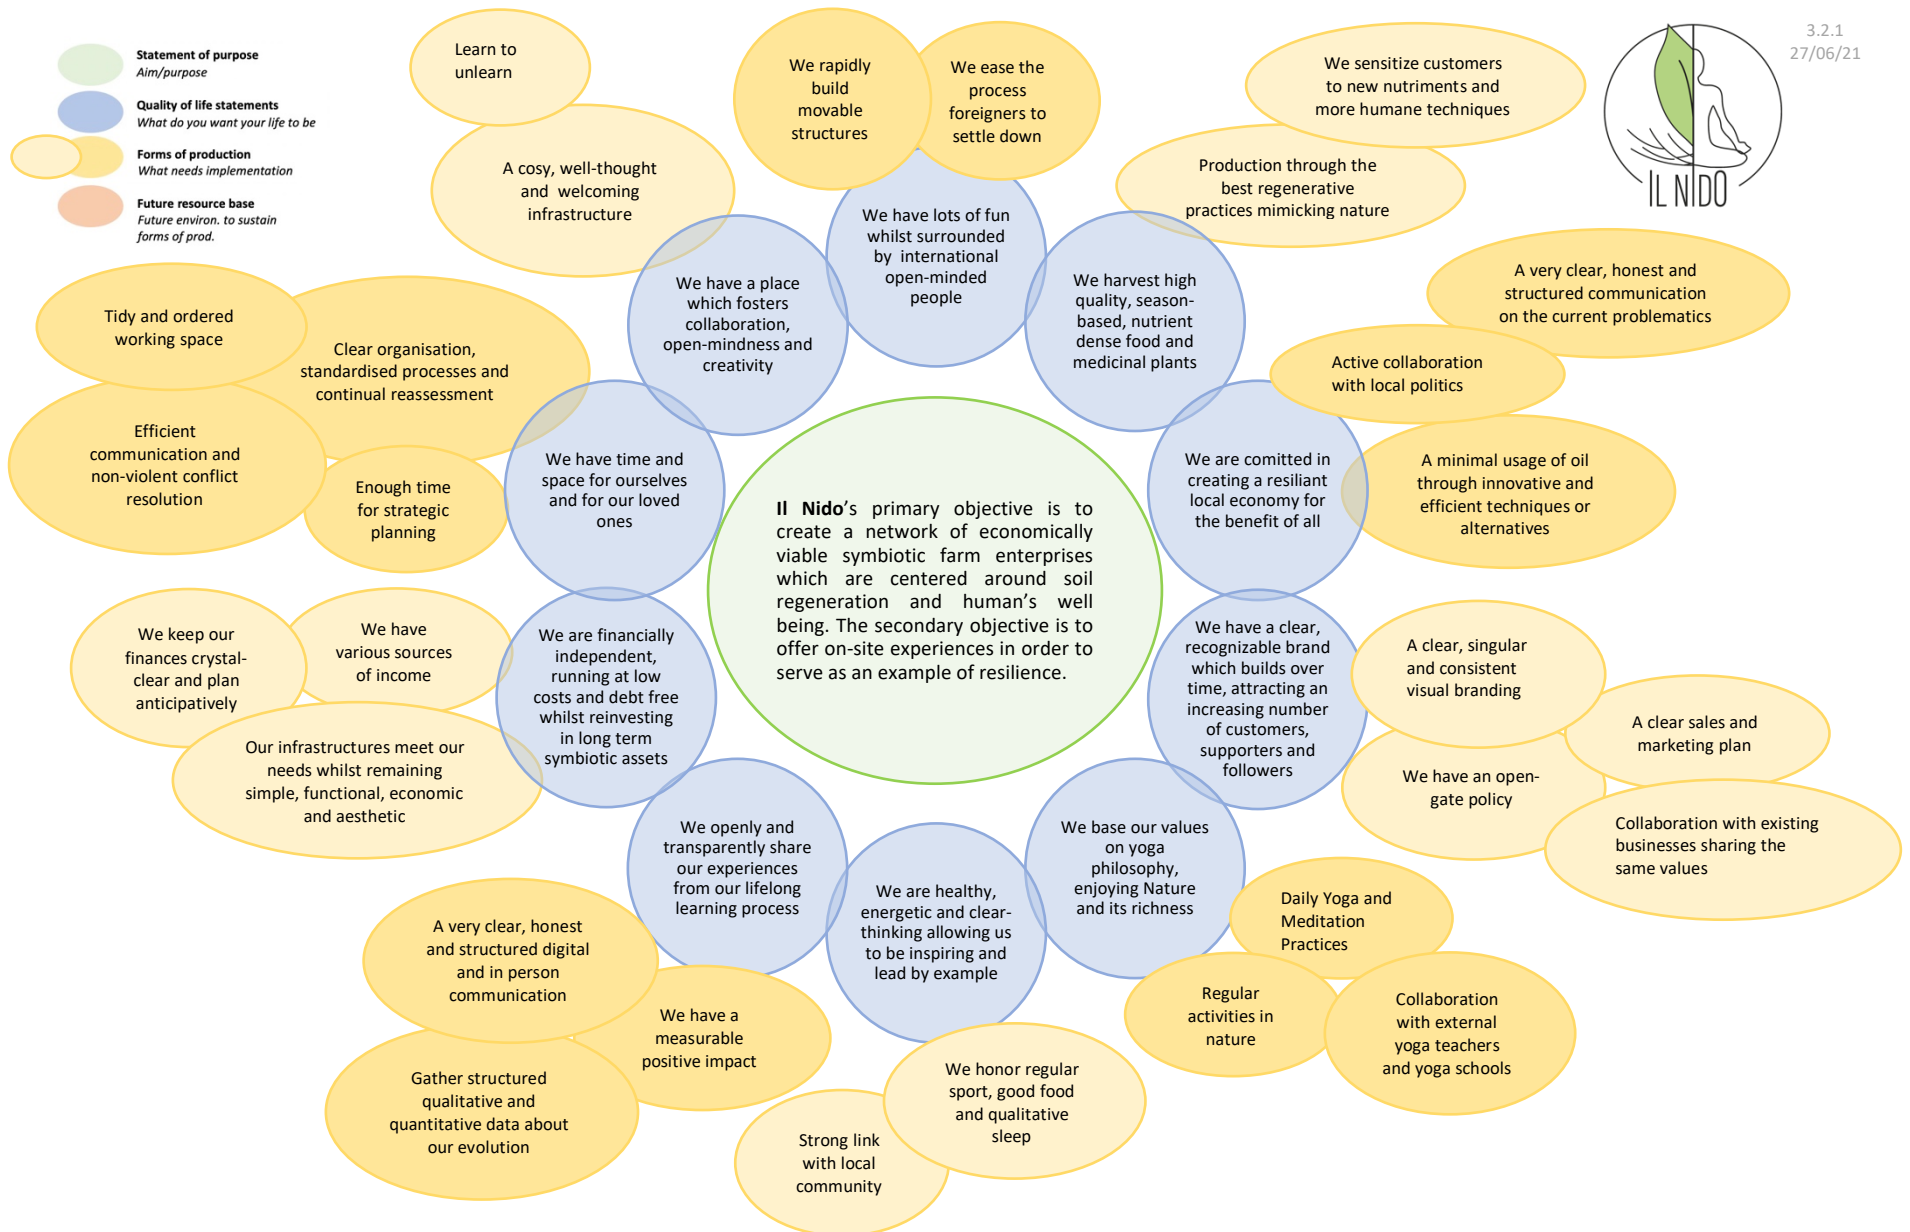 Statement of purpose
Aim/purpose
Quality of life statements
What do you want your life to be
Forms of production
What needs implementation
Future resource base
Future environ. to sustain
forms of prod.
Learn to
unlearn
A cosy, well-thought
and welcoming
infrastructure
We rapidly
build
movable
structures
We ease the
process
foreigners to
settle down
We sensitize customers
to new nutriments and
more humane techniques
Production through the
best regenerative
practices mimicking nature
IL NIDO
3.2.1
27/06/21
We have lots of fun
whilst surrounded
by international
open-minded
people
We have a place
which fosters
collaboration,
open-mindness and
creativity
We harvest high
quality, season-
based, nutrient
dense food and
medicinal plants
A very clear, honest and
structured communication
on the current problematics
Active collaboration
with local politics
A minimal usage of oil
through innovative and
efficient techniques or
alternatives
Tidy and ordered
working space
Clear organisation,
standardised processes and
continual reassessment
Efficient
communication and
non-violent conflict
resolution
Enough time
for strategic
planning
We have time and
space for ourselves
and for our loved
ones
We are comitted in
creating a resiliant
local economy for
the benefit of all
Il Nido's primary objective is to
create a network of economically
viable symbiotic farm enterprises
which are centered around soil
regeneration and human's well
being. The secondary objective is to
offer on-site experiences in order to
serve as an example of resilience.
We keep our
finances crystal-
clear and plan
anticipatively
We have
various sources
of income
Our infrastructures meet our
needs whilst remaining
simple, functional, economic
and aesthetic
We are financially
independent,
running at low
costs and debt free
whilst reinvesting
in long term
symbiotic assets
We have a clear,
recognizable brand
which builds over
time, attracting an
increasing number
of customers,
supporters and
followers
A clear, singular
and consistent
visual branding
A clear sales and
marketing plan
We have an open-
gate policy
Collaboration with existing
businesses sharing the
same values
We openly and
transparently share
our experiences
from our lifelong
learning process
We are healthy,
energetic and clear-
thinking allowing us
to be inspiring and
lead by example
We base our values
on yoga
philosophy,
enjoying Nature
and its richness
Daily Yoga and
Meditation
Practices
Regular
activities in
nature
Collaboration
with external
yoga teachers
and yoga schools
A very clear, honest
and structured digital
and in person
communication
We have a
measurable
positive impact
Gather structured
qualitative and
quantitative data about
our evolution
We honor regular
sport, good food
and qualitative
sleep
Strong link
with local
community